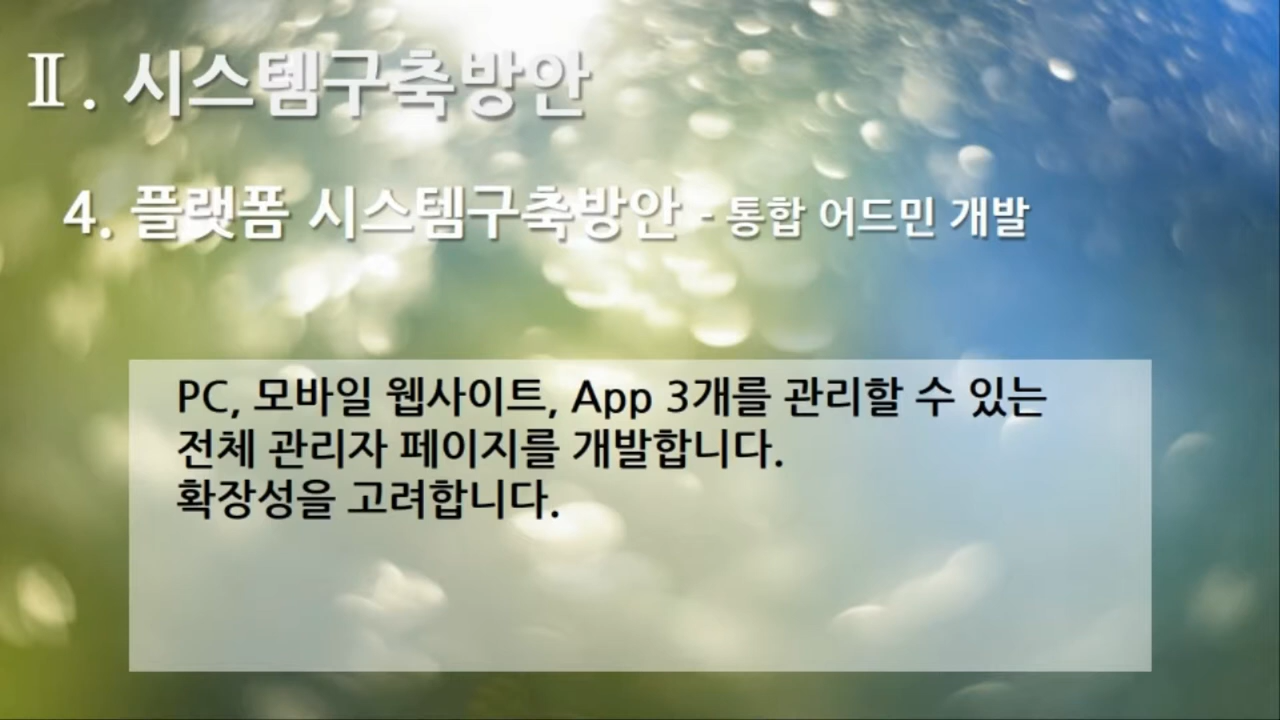 Ⅱ. 시스템구축방안
4. 플랫폼 시스템구축방안 - 통합 어드민 개발
PC, 모바일 웹사이트, App 3개를 관리할 수 있는
전체 관리자 페이지를 개발합니다.
확장성을 고려합니다.